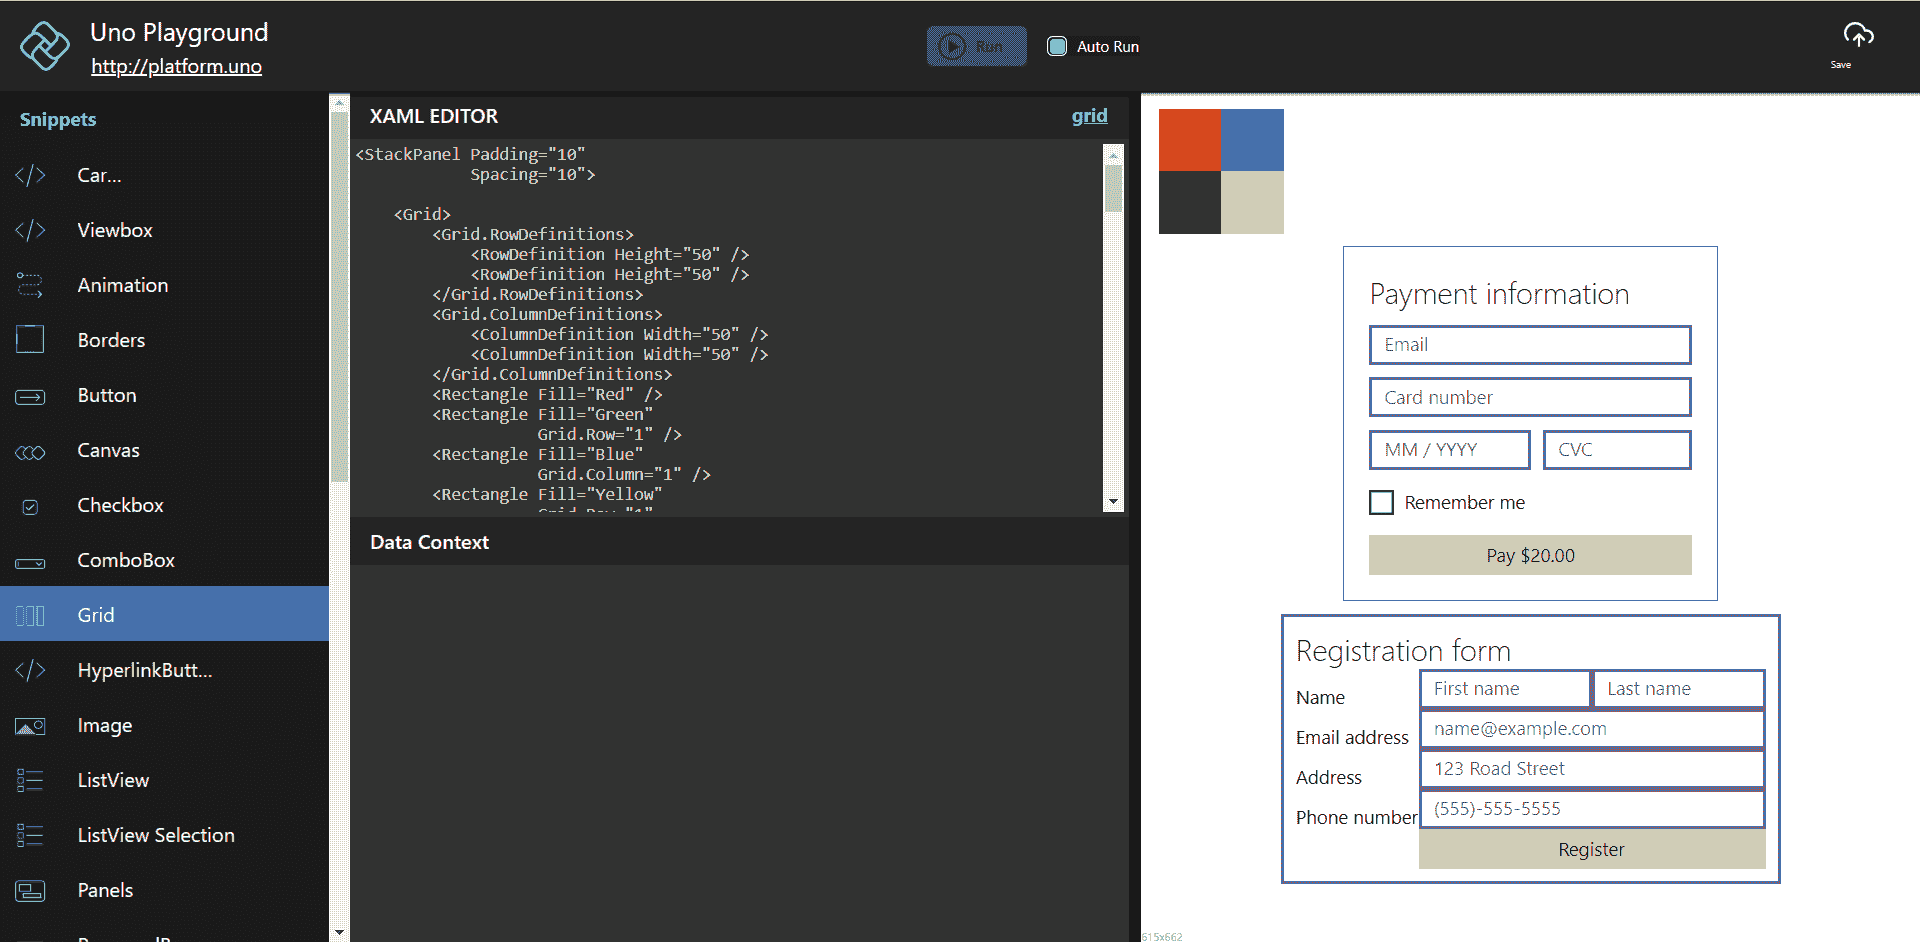 Uno Playground
http://platform.uno
Run
Auto Run
Save
Snippets
Car...
Viewbox
Animation
Borders
Button
Canvas
Checkbox
ComboBox
Grid
HyperlinkButt...
Image
ListView
ListView Selection
Panels
XAML EDITOR
grid
<StackPanel Padding="10"
Spacing="10">
<Grid>
<Grid.RowDefinitions>
<RowDefinition Height="50" />
<RowDefinition Height="50" />
</Grid.RowDefinitions>
<Grid.ColumnDefinitions>
<ColumnDefinition Width="50" />
<ColumnDefinition Width="50" />
</Grid.ColumnDefinitions>
<Rectangle Fill="Red" />
<Rectangle Fill="Green"
Grid.Row="1" />
<Rectangle Fill="Blue"
Grid.Column="1" />
<Rectangle Fill="Yellow"
Grid.Row="1"
Data Context
Payment information
Email
Card number
MM / YYYY
CVC
Remember me
Pay $20.00
Registration form
Name
First name
Last name
Email address
name@example.com
Address
123 Road Street
Phone number
(555)-555-5555
Register
615x662